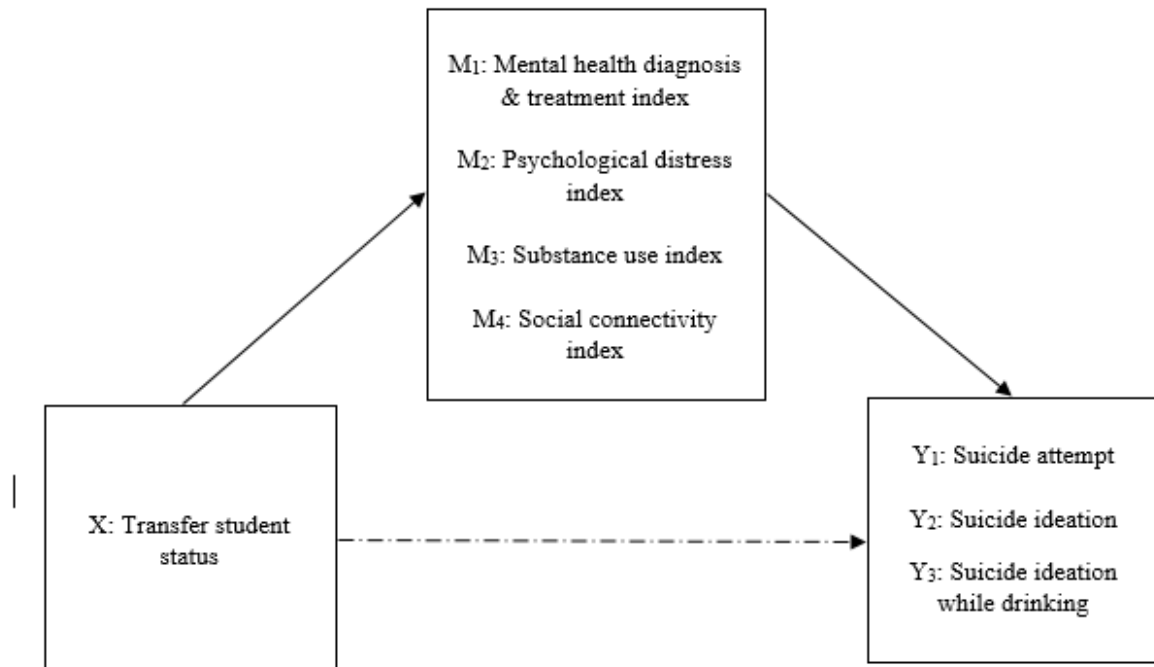 M₁: Mental health diagnosis
& treatment index
M₂: Psychological distress
index
M₃: Substance use index
M₄: Social connectivity
index
X: Transfer student
status
Y₁: Suicide attempt
Y₂: Suicide ideation
Y₃: Suicide ideation
while drinking